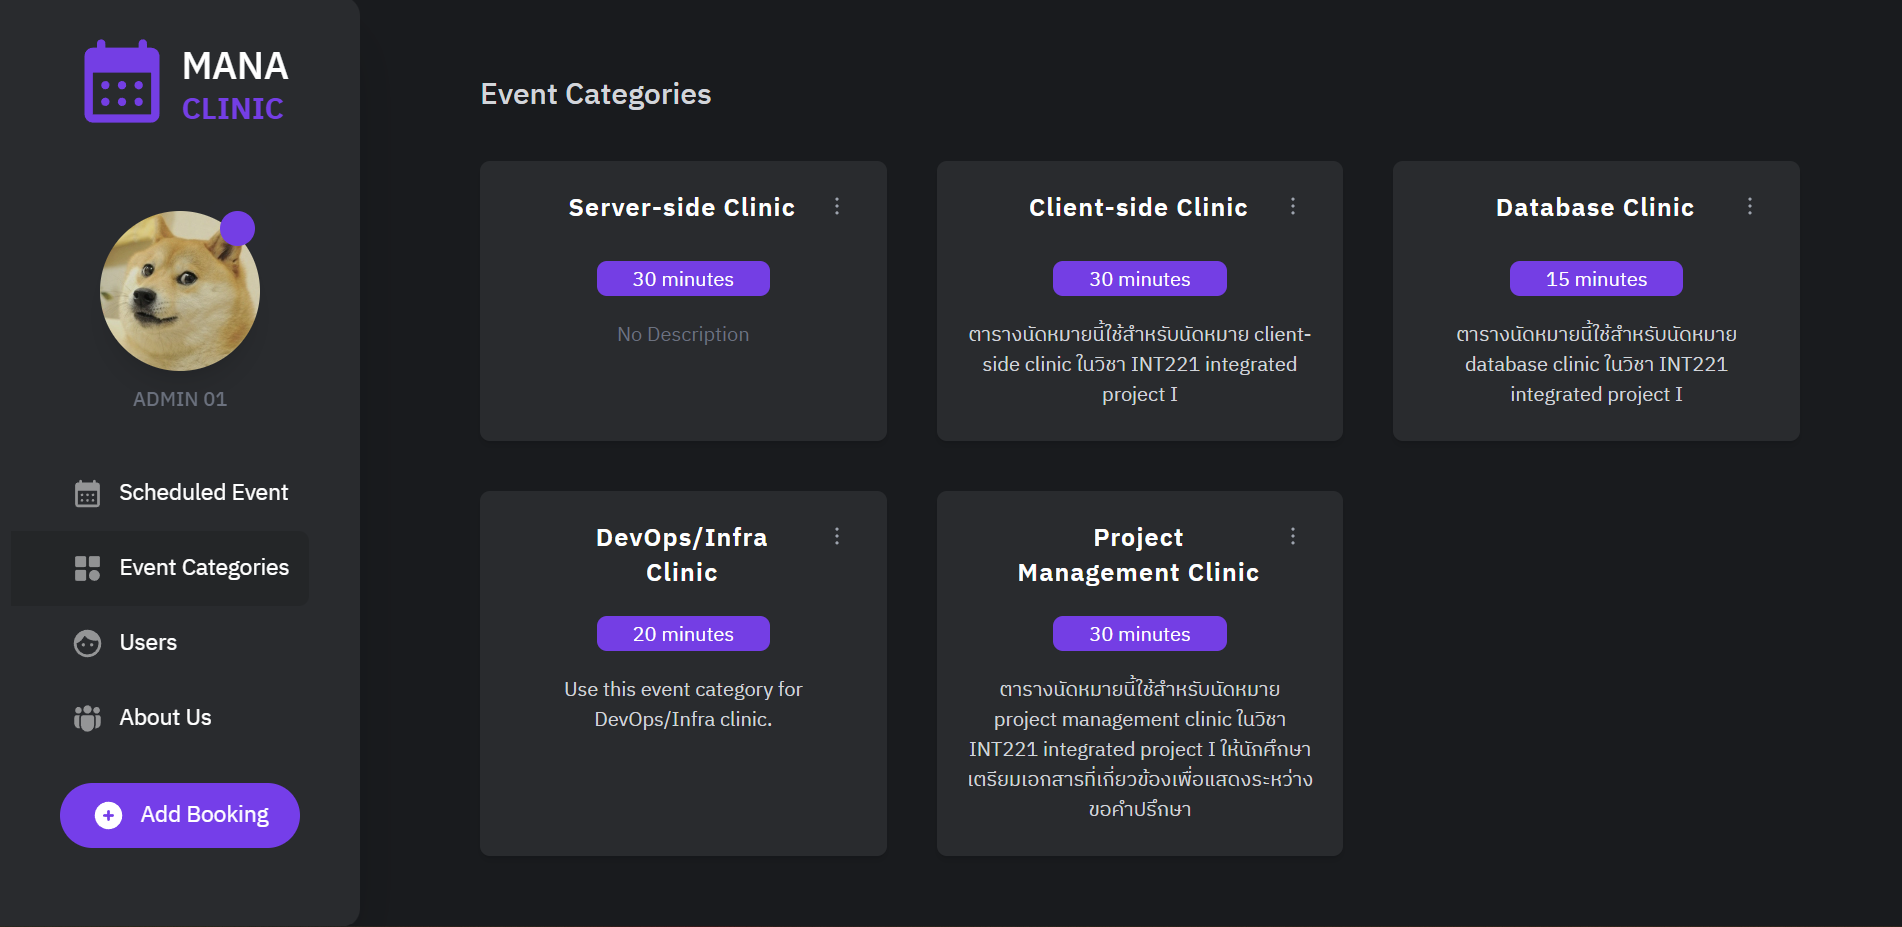 MANA
CLINIC
ADMIN 01
Scheduled Event
Event Categories
Users
About Us
Add Booking
Event Categories
Server-side Clinic
30 minutes
No Description
Client-side Clinic
30 minutes
ตารางนัดหมายนี้ใช้สำหรับนัดหมาย client-
side clinic ในวิชา INT221 integrated
project I
Database Clinic
15 minutes
ตารางนัดหมายนี้ใช้สำหรับนัดหมาย
database clinic ในวิชา INT221
integrated project I
DevOps/Infra
Clinic
20 minutes
Use this event category for
DevOps/Infra clinic.
Project
Management Clinic
30 minutes
ตารางนัดหมายนี้ใช้สำหรับนัดหมาย
project management clinic ในวิชา
INT221 integrated project I ให้นักศึกษา
เตรียมเอกสารที่เกี่ยวข้องเพื่อแสดงระหว่าง
ขอคำปรึกษา